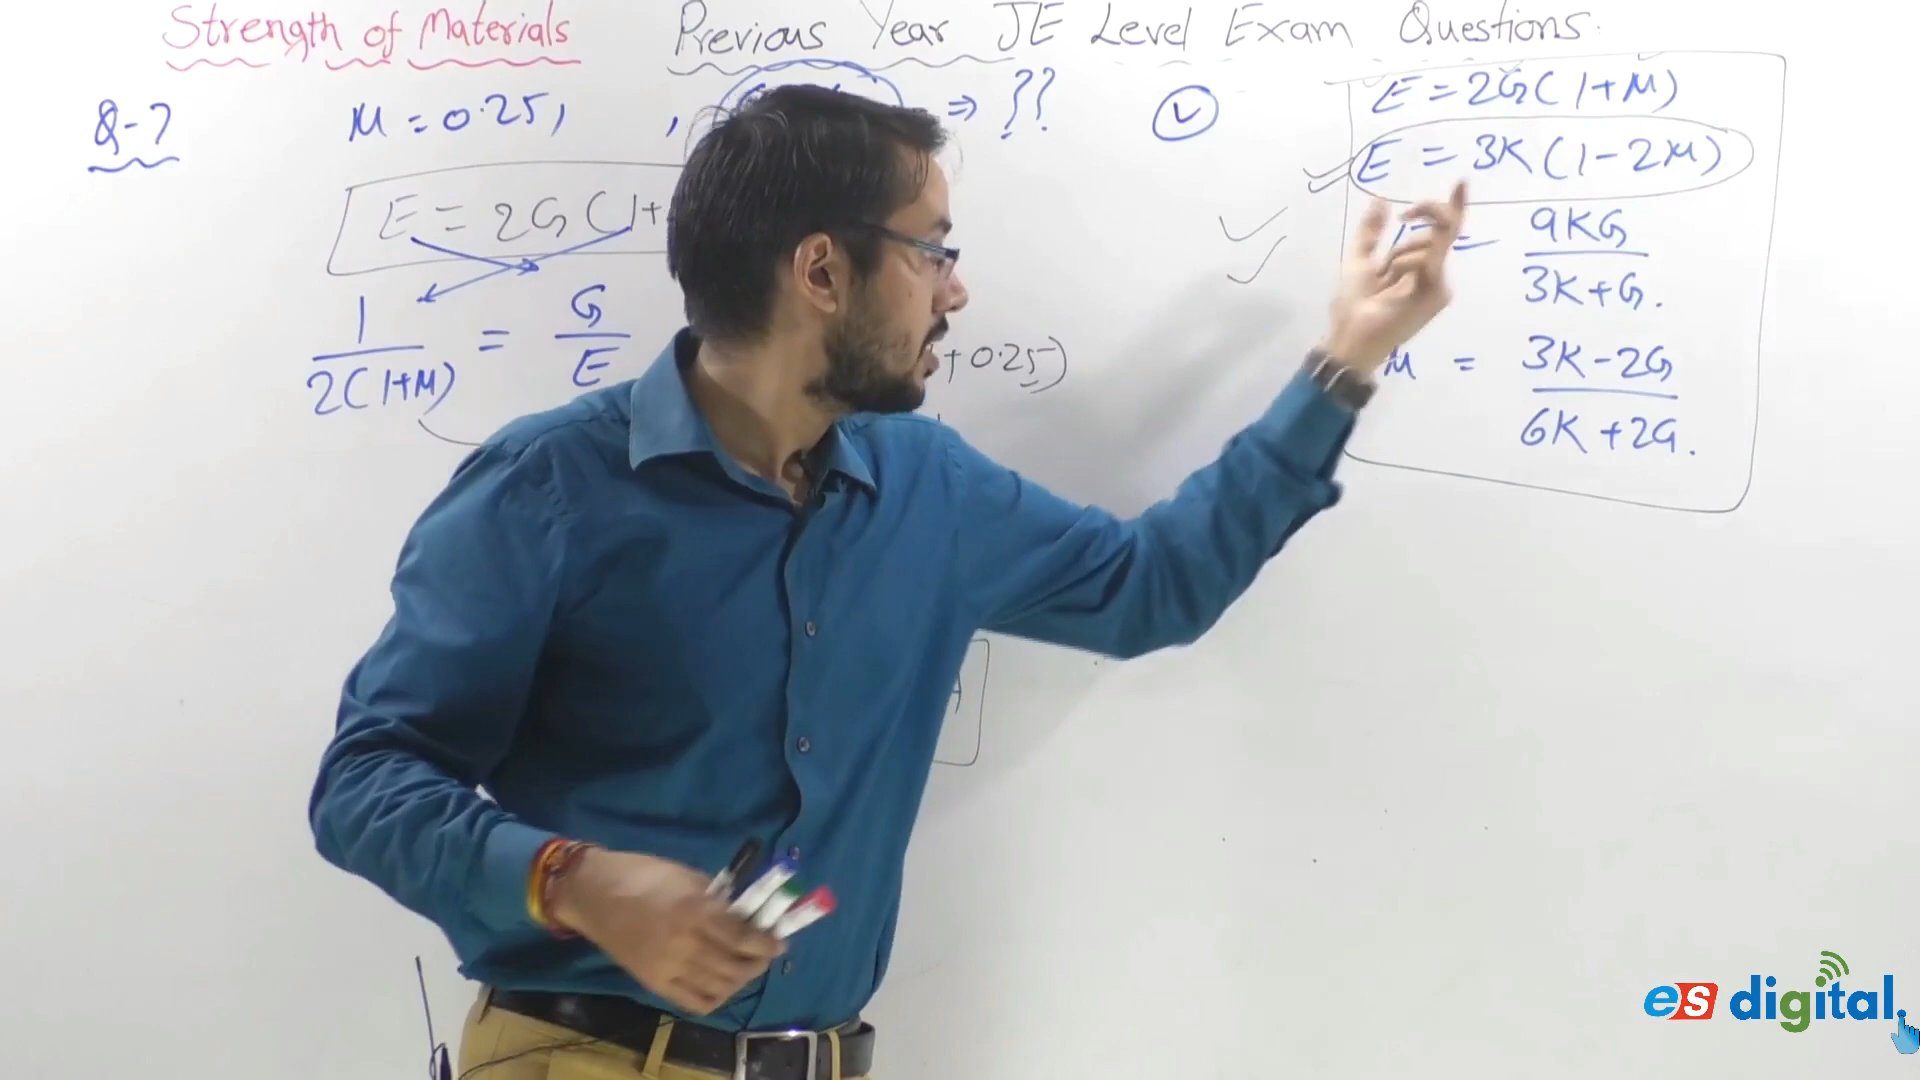 Strength of Materials Previous Year JE Level Exam Questions.
Q-7 μ = 0.25, , ⇒ ??
E = 2G(1+
1/2(1+μ) = G/E
+ 0.25)
E = 2G(1+μ)
E = 3K(1-2μ)
= 9KG/3K+G.
μ = 3K-2G/6K+2G.
es digital.